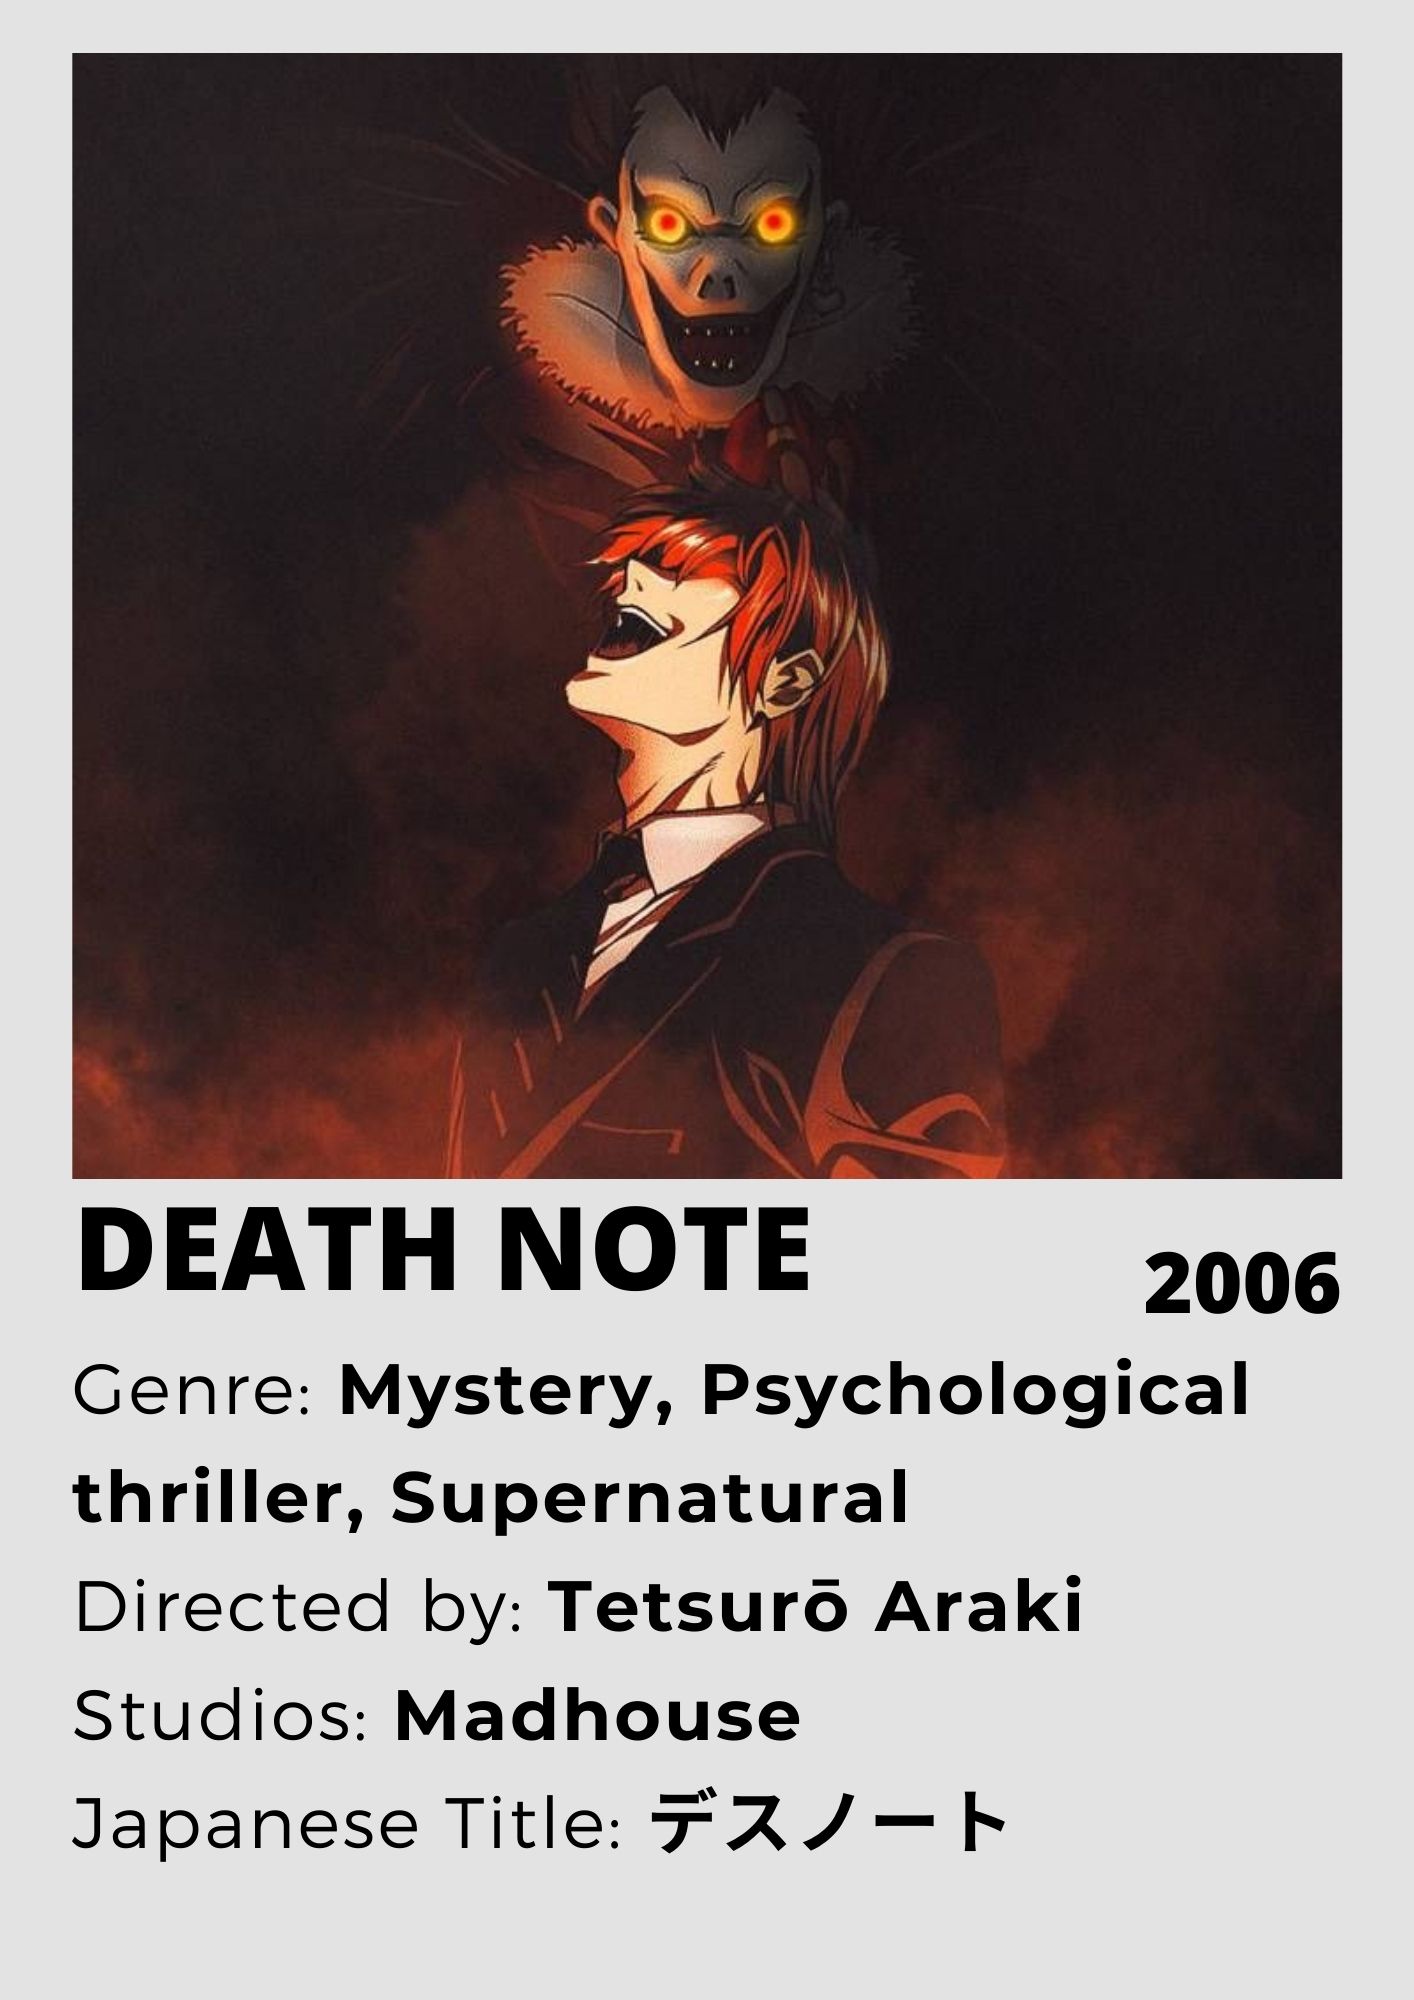 DEATH NOTE
2006
Genre: Mystery, Psychological
thriller, Supernatural
Directed by: Tetsurō Araki
Studios: Madhouse
Japanese Title: デスノート